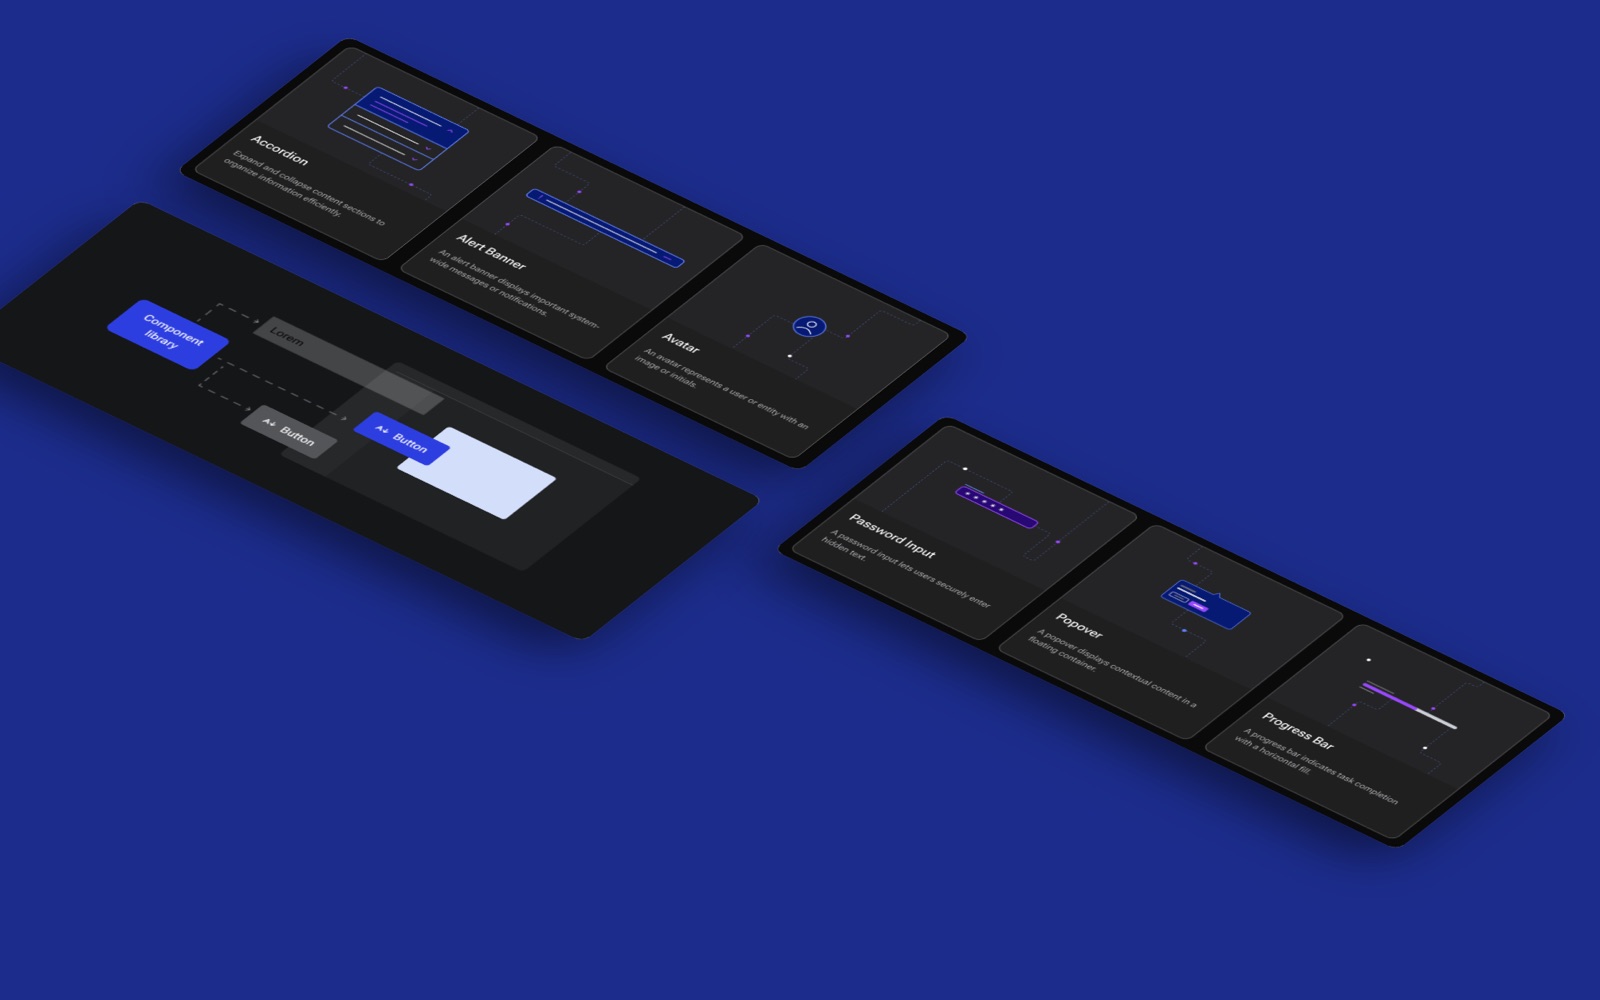 Accordion
Expand and collapse content sections to
organize information efficiently.
Alert Banner
An alert banner displays important system-
wide messages or notifications.
Avatar
An avatar represents a user or entity with an
image or initials.
Component
library
Lorem
A Button
A Button
Password Input
A password input lets users securely enter
hidden text.
Popover
A popover displays contextual content in a
floating container.
Progress Bar
A progress bar indicates task completion
with a horizontal fill.